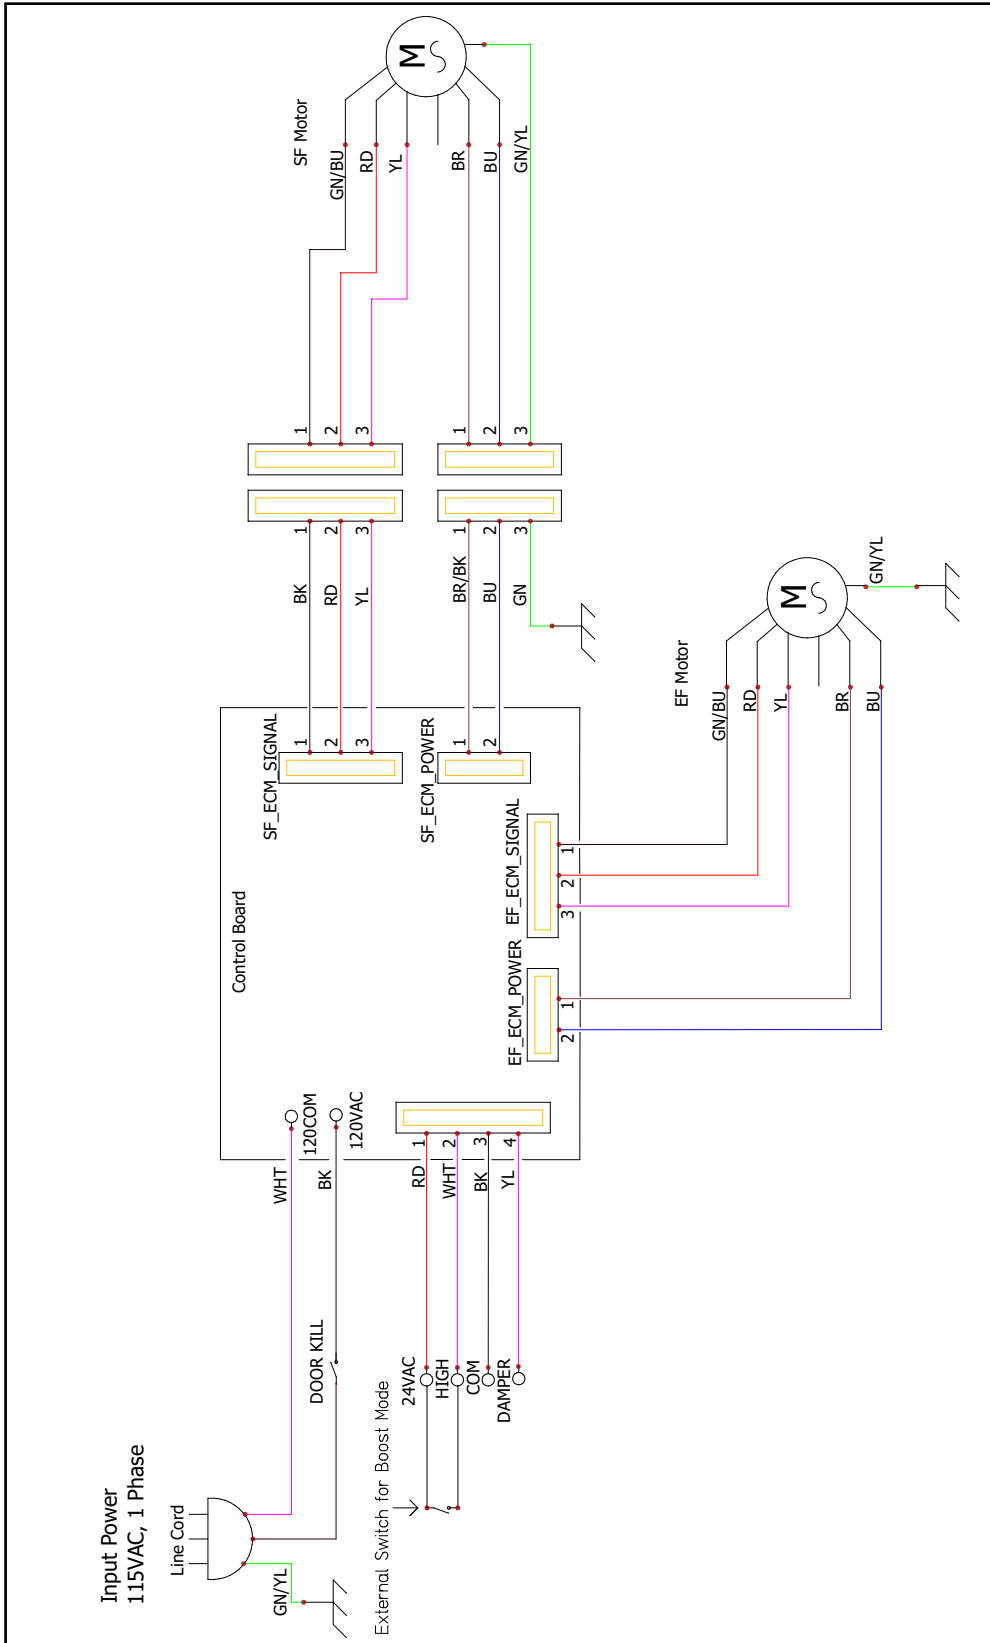 Input Power
115VAC, 1 Phase
Line Cord
GN/YL
External Switch for Boost Mode
DOOR KILL
24VAC
HIGH
COM
DAMPER
WHT
BK
RD
WHT
BK
YL
120COM
120VAC
1
2
3
4
Control Board
SF_ECM_SIGNAL
1
2
3
SF_ECM_POWER
1
2
EF_ECM_SIGNAL
1
2
3
EF_ECM_POWER
1
2
BK
RD
YL
BR/BK
BU
GN
1
2
3
1
2
3
1
2
3
1
2
3
SF Motor
GN/BU
RD
YL
BR
BU
GN/YL
M
EF Motor
GN/BU
RD
YL
BR
BU
GN/YL
M